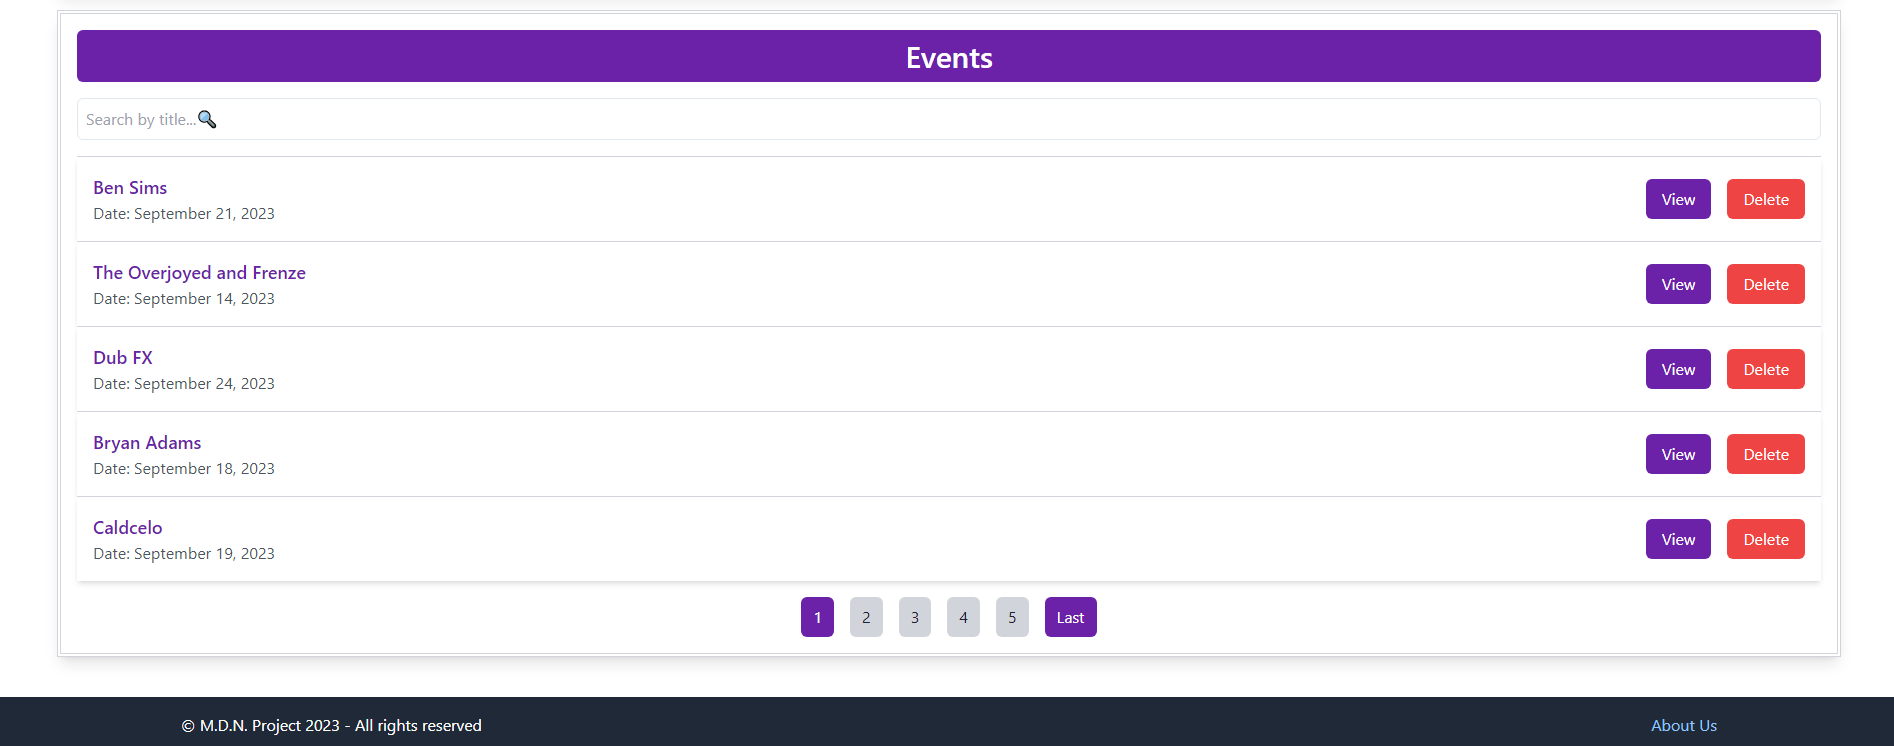 Events
Search by title...🔍
Ben Sims
Date: September 21, 2023
View Delete
The Overjoyed and Frenze
Date: September 14, 2023
View Delete
Dub FX
Date: September 24, 2023
View Delete
Bryan Adams
Date: September 18, 2023
View Delete
Caldcelo
Date: September 19, 2023
View Delete
1 2 3 4 5 Last
© M.D.N. Project 2023 - All rights reserved
About Us